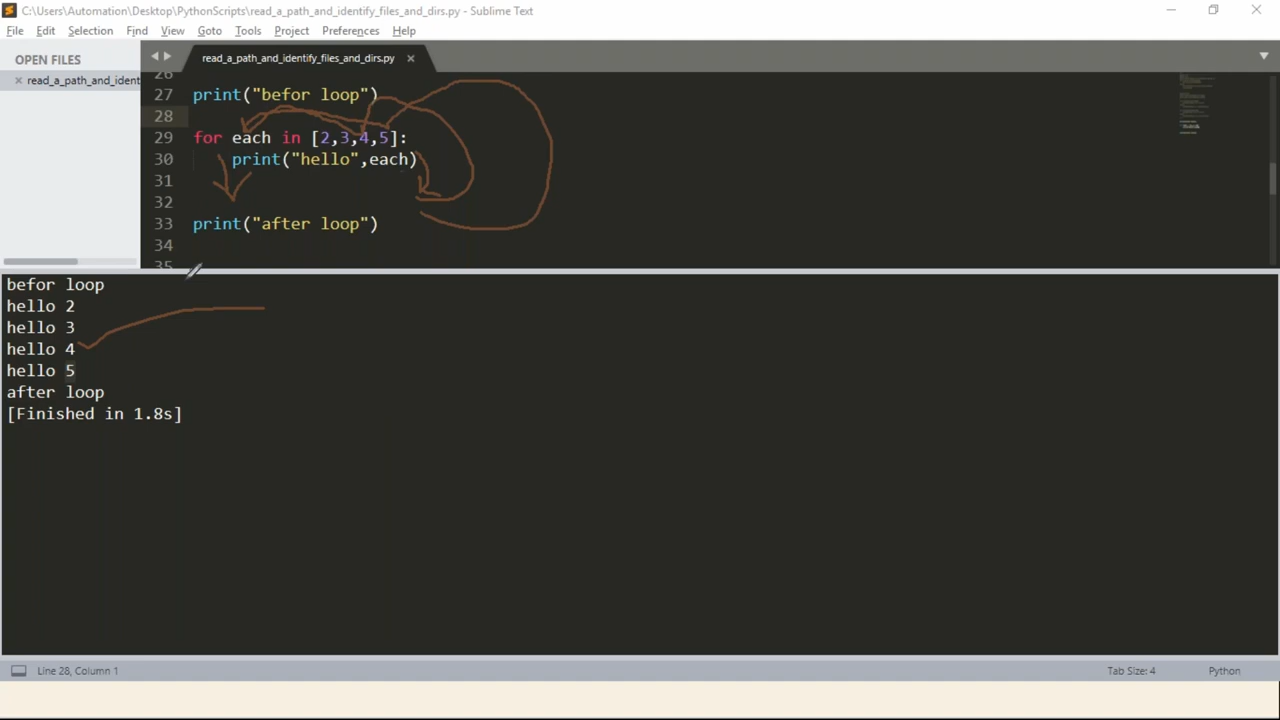 C:\Users\Automation\Desktop\PythonScripts\read_a_path_and_identify_files_and_dirs.py - Sublime Text
File Edit Selection Find View Goto Tools Project Preferences Help
OPEN FILES
read_a_path_and_ident
read_a_path_and_identify_files_and_dirs.py
26
27 print("befor loop")
28
29 for each in [2,3,4,5]:
30 print("hello",each)
31
32
33 print("after loop")
34
35
befor loop
hello 2
hello 3
hello 4
hello 5
after loop
[Finished in 1.8s]
Line 28, Column 1
Tab Size: 4
Python